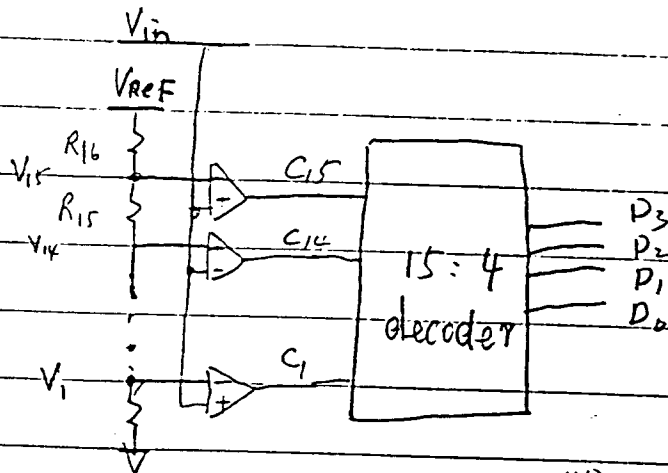 Vin
VReF
R16
V15
C15
R15
D3
V14
C14
D2
15:4
D1
decoder
D0
V1
C1